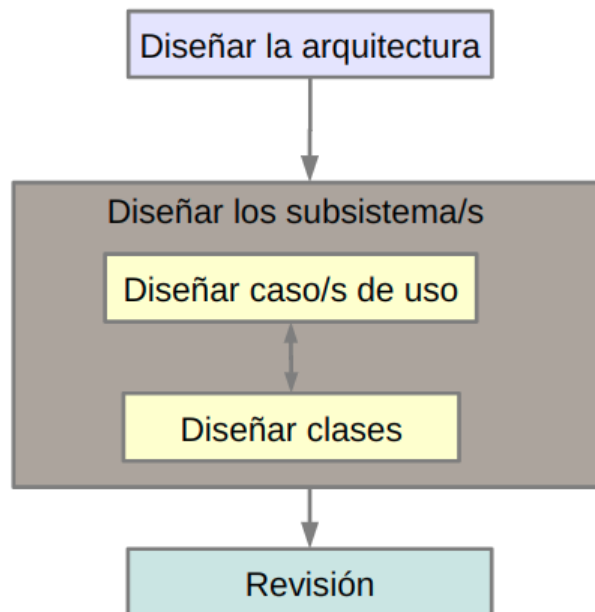 Diseñar la arquitectura
Diseñar los subsistema/s
Diseñar caso/s de uso
Diseñar clases
Revisión